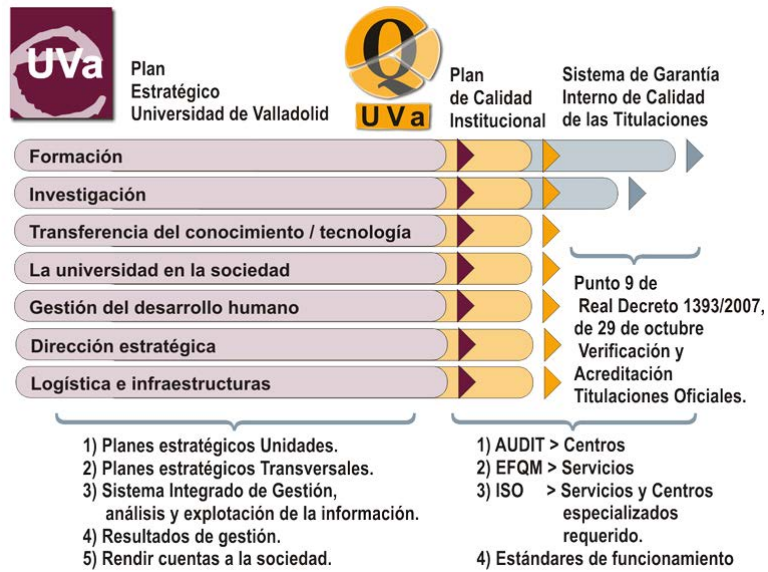 UVa
Plan
Estratégico
Universidad de Valladolid
Q
UVa
Plan
de Calidad
Institucional
Sistema de Garantía
Interno de Calidad
de las Titulaciones
Formación
Investigación
Transferencia del conocimiento / tecnología
La universidad en la sociedad
Gestión del desarrollo humano
Dirección estratégica
Logística e infraestructuras
Punto 9 de
Real Decreto 1393/2007,
de 29 de octubre
Verificación y
Acreditación
Titulaciones Oficiales.
1) Planes estratégicos Unidades.
2) Planes estratégicos Transversales.
3) Sistema Integrado de Gestión,
análisis y explotación de la información.
4) Resultados de gestión.
5) Rendir cuentas a la sociedad.
1) AUDIT > Centros
2) EFQM > Servicios
3) ISO > Servicios y Centros
especializados
requerido.
4) Estándares de funcionamiento